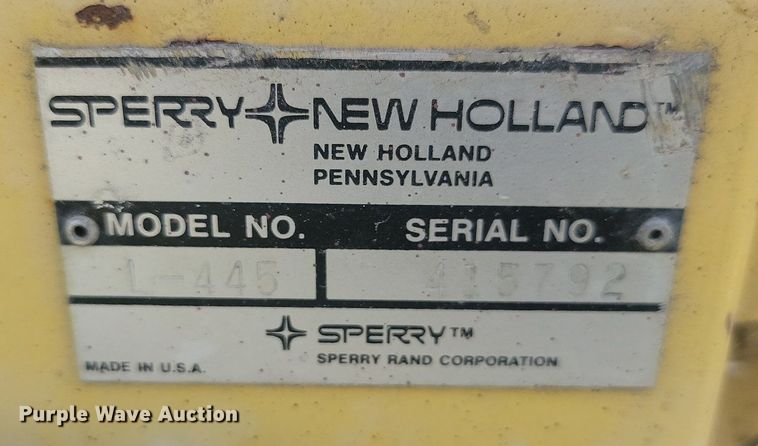 SPERRY NEW HOLLAND™
NEW HOLLAND
PENNSYLVANIA
MODEL NO. SERIAL NO.
L-445 415792
SPERRY™
SPERRY RAND CORPORATION
MADE IN U.S.A.
Purple Wave Auction